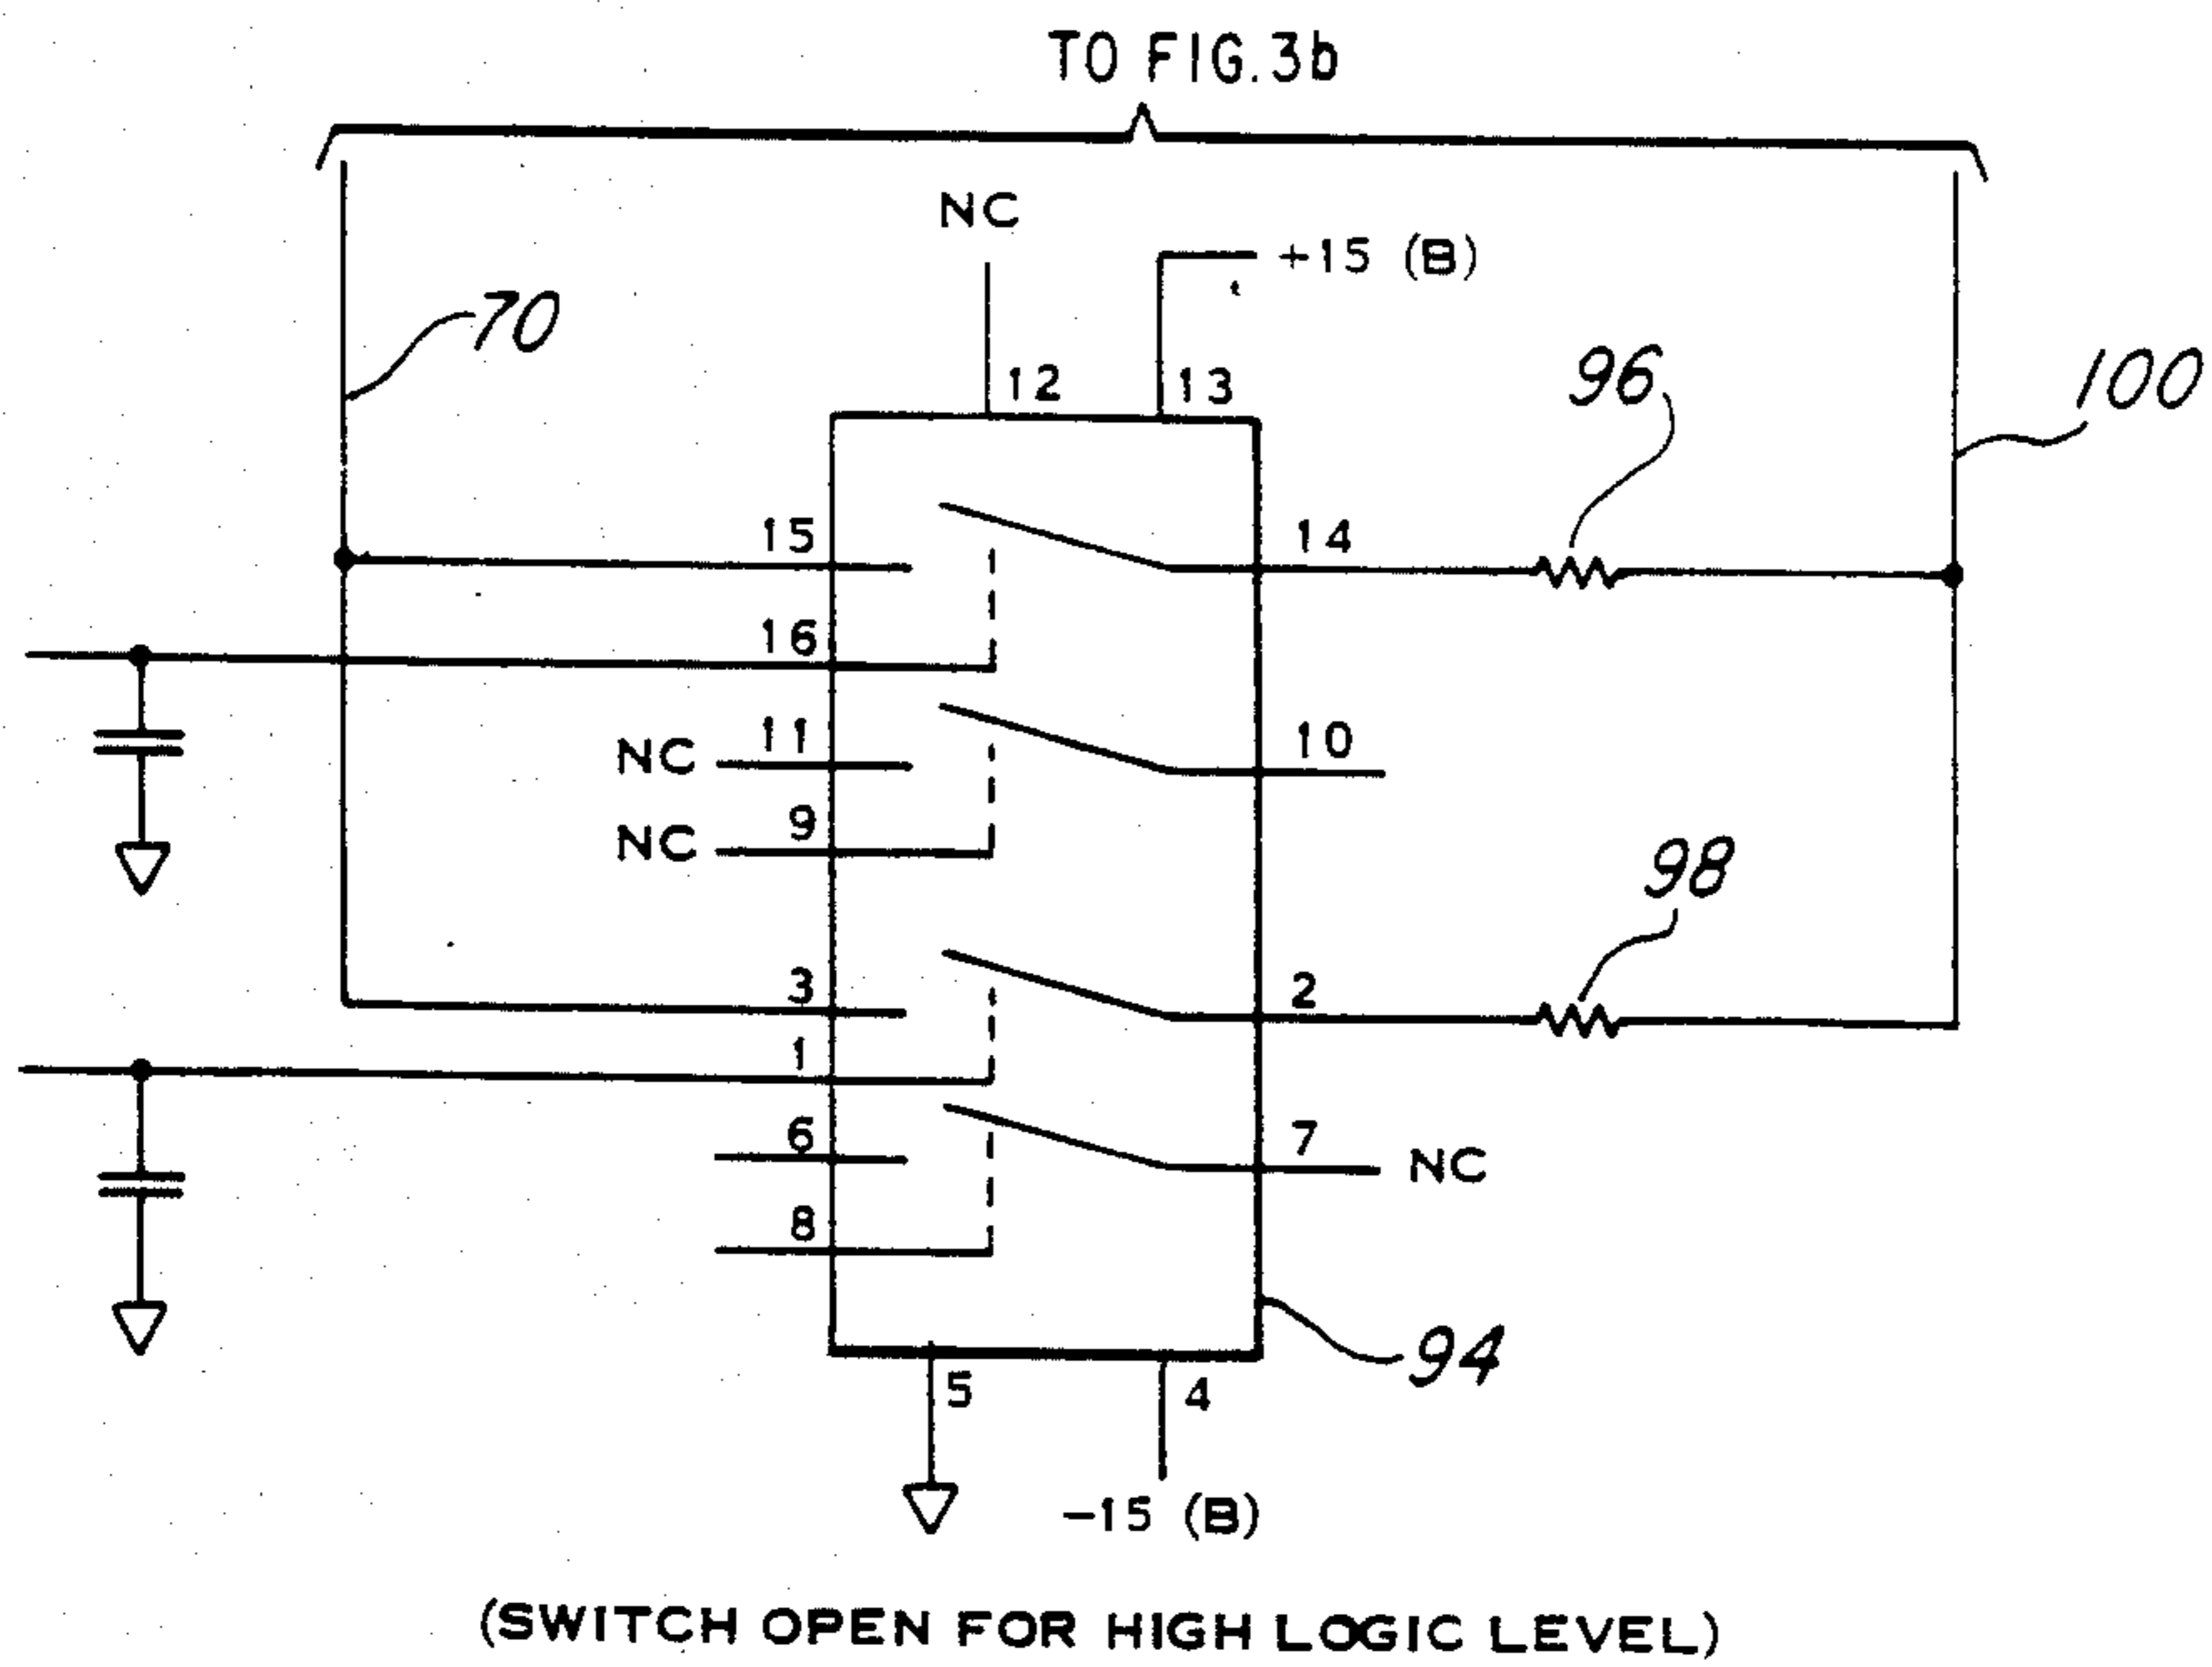 TO FIG.3b
NC
+15 (B)
70
12
13
96
100
15
14
16
NC 11
10
NC 9
98
3
2
1
6
7 NC
8
94
5
4
-15 (B)
(SWITCH OPEN FOR HIGH LOGIC LEVEL)